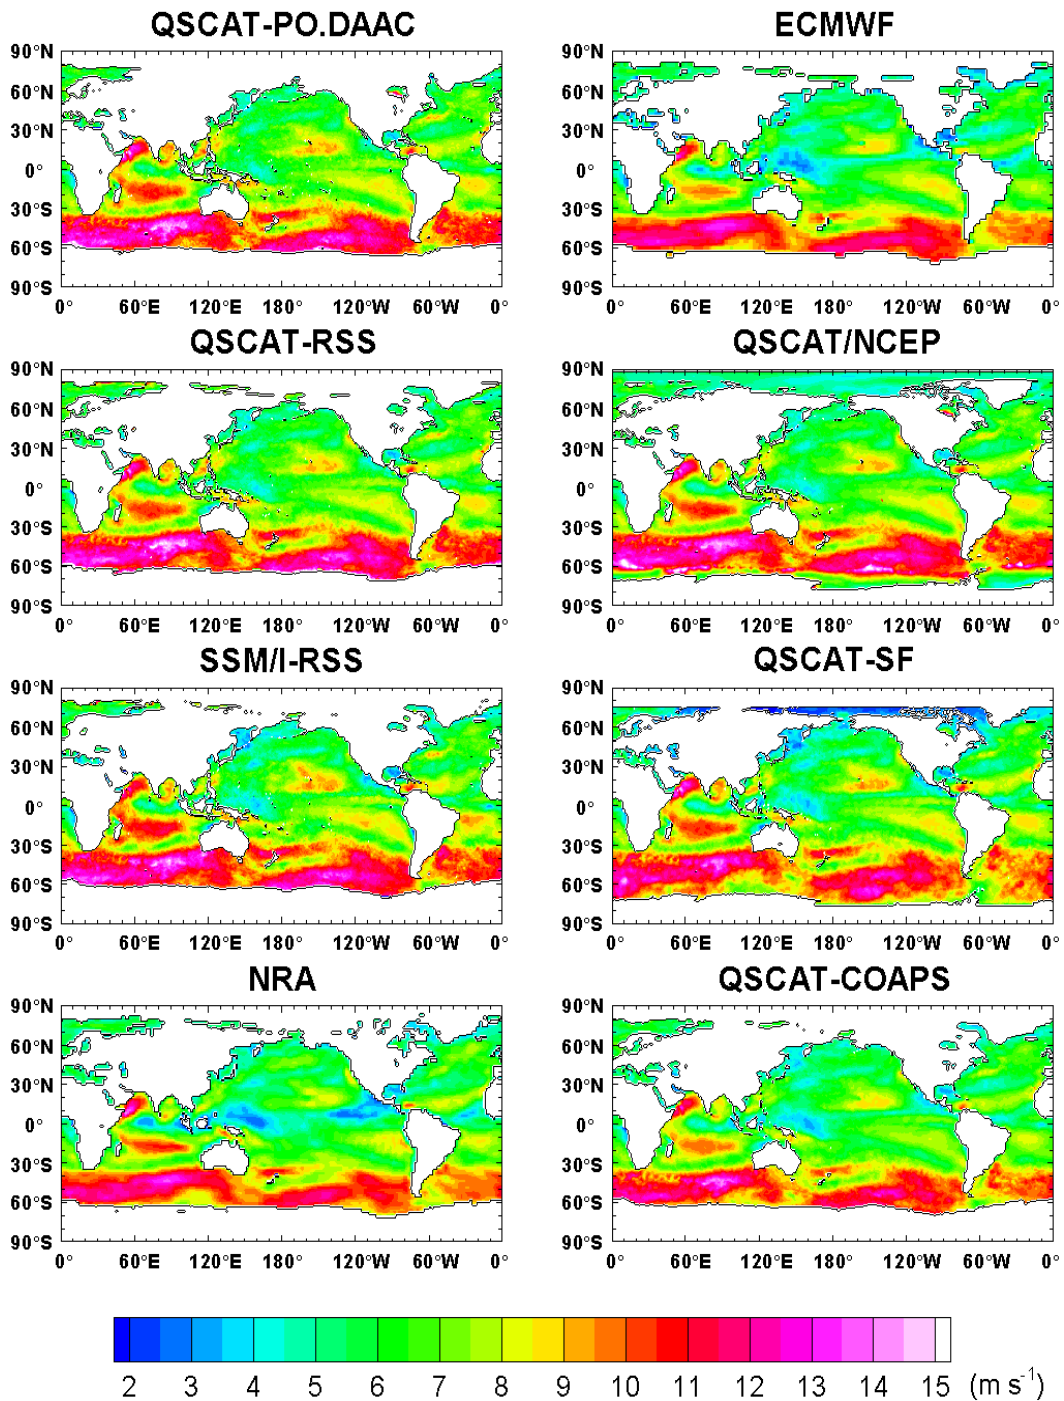 QSCAT-PO.DAAC
ECMWF
90°N 90°N
60°N 60°N
30°N 30°N
0° 0°
30°S 30°S
60°S 60°S
90°S 90°S
0° 60°E 120°E 180° 120°W 60°W 0° 0° 60°E 120°E 180° 120°W 60°W 0°
QSCAT-RSS
QSCAT/NCEP
90°N 90°N
60°N 60°N
30°N 30°N
0° 0°
30°S 30°S
60°S 60°S
90°S 90°S
0° 60°E 120°E 180° 120°W 60°W 0° 0° 60°E 120°E 180° 120°W 60°W 0°
SSM/I-RSS
QSCAT-SF
90°N 90°N
60°N 60°N
30°N 30°N
0° 0°
30°S 30°S
60°S 60°S
90°S 90°S
0° 60°E 120°E 180° 120°W 60°W 0° 0° 60°E 120°E 180° 120°W 60°W 0°
NRA
QSCAT-COAPS
90°N 90°N
60°N 60°N
30°N 30°N
0° 0°
30°S 30°S
60°S 60°S
90°S 90°S
0° 60°E 120°E 180° 120°W 60°W 0° 0° 60°E 120°E 180° 120°W 60°W 0°
2 3 4 5 6 7 8 9 10 11 12 13 14 15 (m s⁻¹)